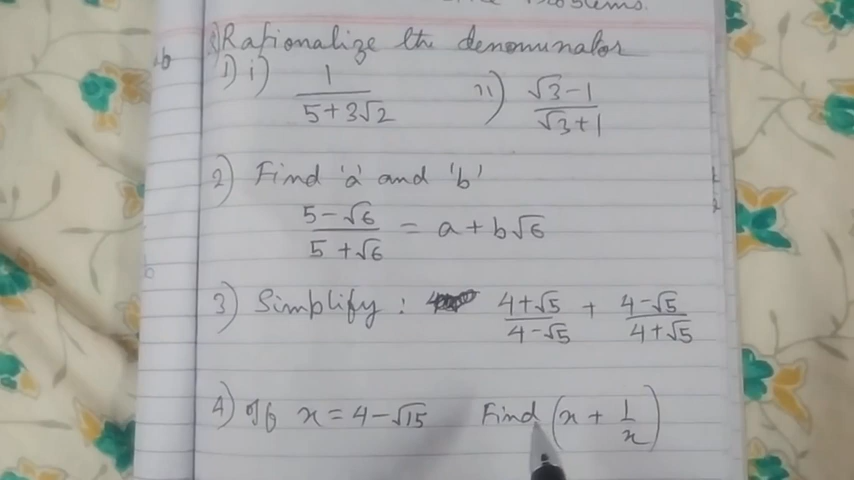 Problems.
Rationalize the denominator
1) i) 1/(5+3√2) ii) (√3-1)/(√3+1)
2) Find 'a' and 'b'
(5-√6)/(5+√6) = a+b√6
3) Simplify : (4+√5)/(4-√5) + (4-√5)/(4+√5)
4) If x = 4-√15 Find (x + 1/x)